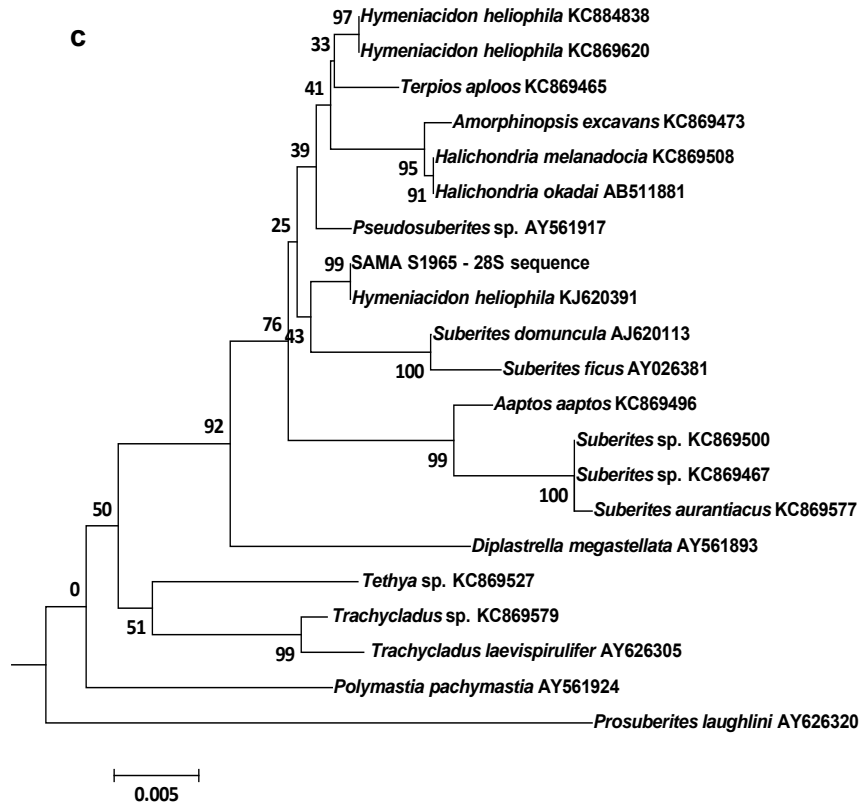 c
97 Hymeniacidon heliophila KC884838
33 Hymeniacidon heliophila KC869620
Terpios aploos KC869465
41
Amorphinopsis excavans KC869473
Halichondria melanadocia KC869508
39 95
91 Halichondria okadai AB511881
25 Pseudosuberites sp. AY561917
99 SAMA S1965 - 28S sequence
Hymeniacidon heliophila KJ620391
76 43 Suberites domuncula AJ620113
100 Suberites ficus AY026381
Aaptos aaptos KC869496
92 Suberites sp. KC869500
99
Suberites sp. KC869467
100
50 Suberites aurantiacus KC869577
Diplastrella megastellata AY561893
0 Tethya sp. KC869527
Trachycladus sp. KC869579
51
99 Trachycladus laevispirulifer AY626305
Polymastia pachymastia AY561924
Prosuberites laughlini AY626320
0.005